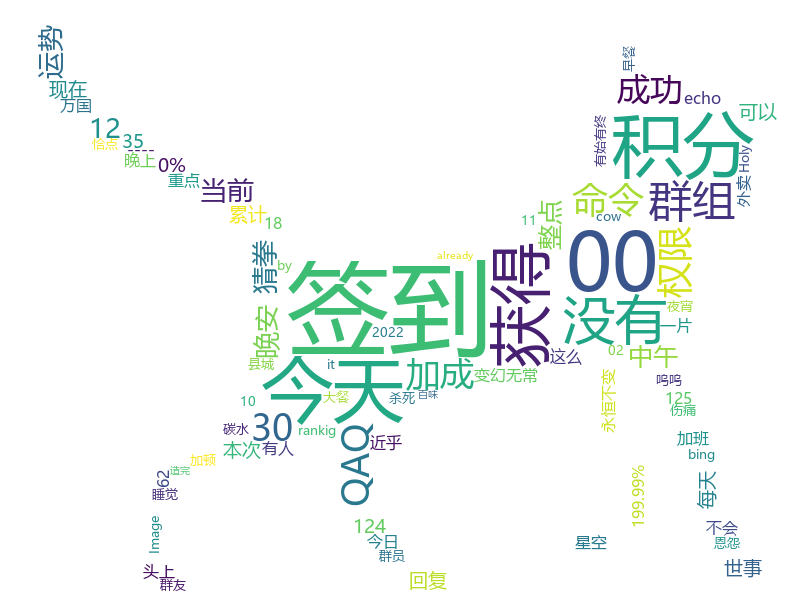 运势
现在
万国
12
35
恰点
----
晚上
0%
重点
当前
累计
18
早餐
成功
echo
可以
有始有终
积分
Holy
外卖
命令
群组
cow
11
整点
猜拳
by
already
签到
获得
00
权限
夜宵
没有
一片
晚安
2022
县城
it
今天
加成
变幻无常
这么
02
中午
呜呜
10
大餐
杀死
百味
永恒不变
125
伤痛
碳水
30
rankig
QAQ
近乎
加班
bing
本次
有人
加顿
造完
62
睡觉
199.99%
每天
Image
124
今日
群员
星空
不会
恩怨
头上
群友
回复
世事